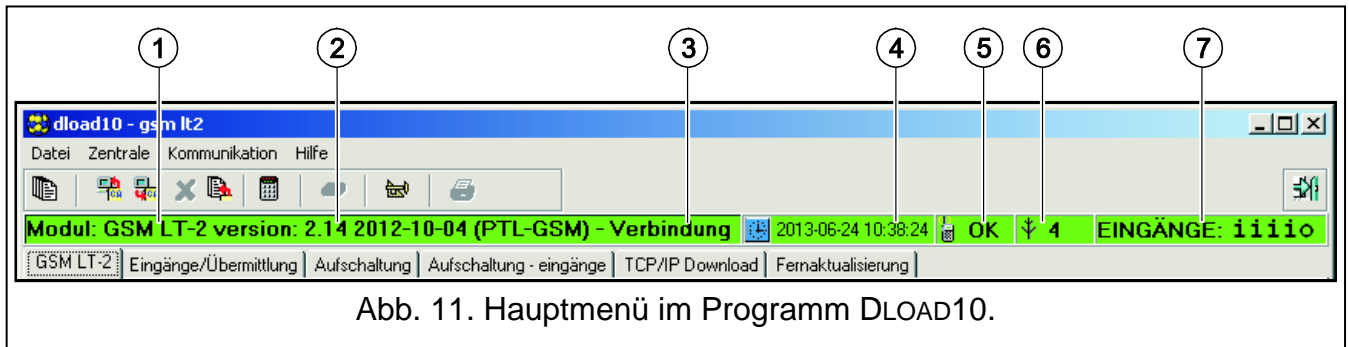 1 2 3 4 5 6 7
dload10 - gsm lt2
Datei Zentrale Kommunikation Hilfe
Modul: GSM LT-2 version: 2.14 2012-10-04 (PTL-GSM) - Verbindung 2013-06-24 10:38:24 OK 4 EINGÄNGE: iiiio
GSM LT-2 Eingänge/Übermittlung Aufschaltung Aufschaltung - eingänge TCP/IP Download Fernaktualisierung
Abb. 11. Hauptmenü im Programm DLOAD10.